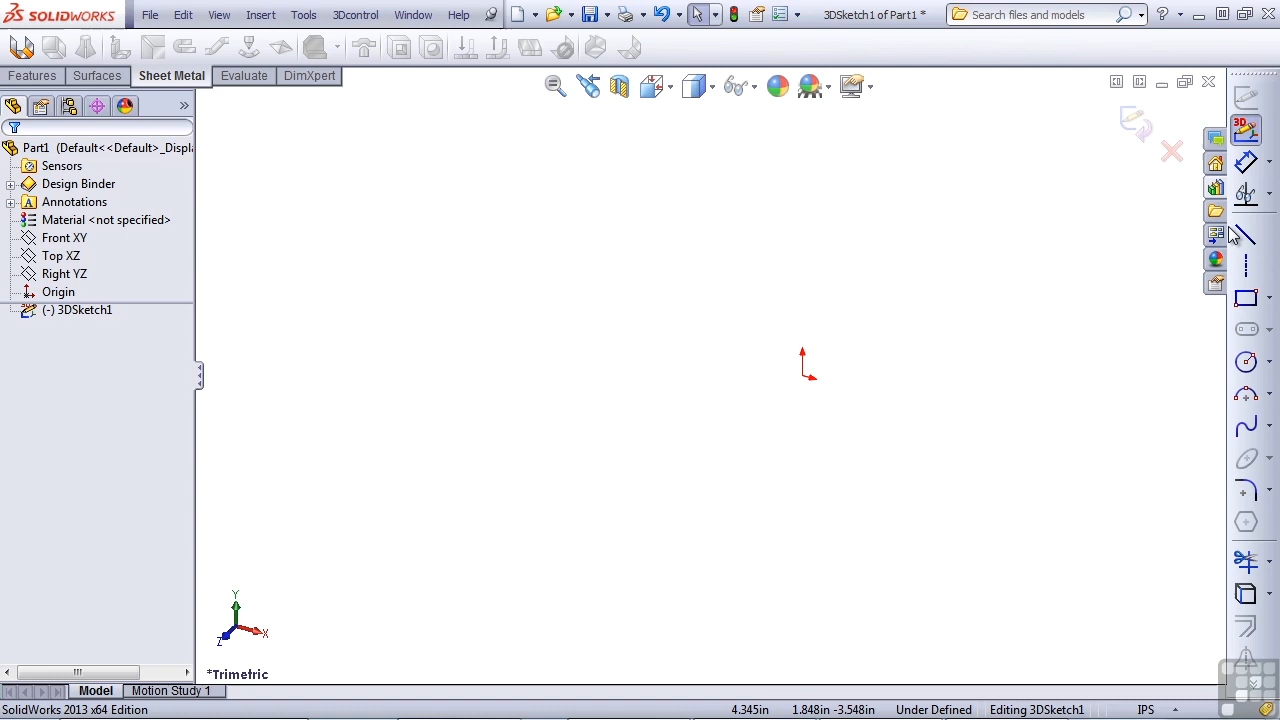 SOLIDWORKS File Edit View Insert Tools 3Dcontrol Window Help 3DSketch1 of Part1 * Search files and models ?
Features Surfaces Sheet Metal Evaluate DimXpert
3D
Part1 (Default<<Default>_Displa
Sensors
Design Binder
A Annotations
Material <not specified>
Front XY
Top XZ
Right YZ
Origin
(-) 3DSketch1
Y
X
Z
*Trimetric
Model Motion Study 1
SolidWorks 2013 x64 Edition 4.345in 1.848in -3.548in Under Defined Editing 3DSketch1 IPS